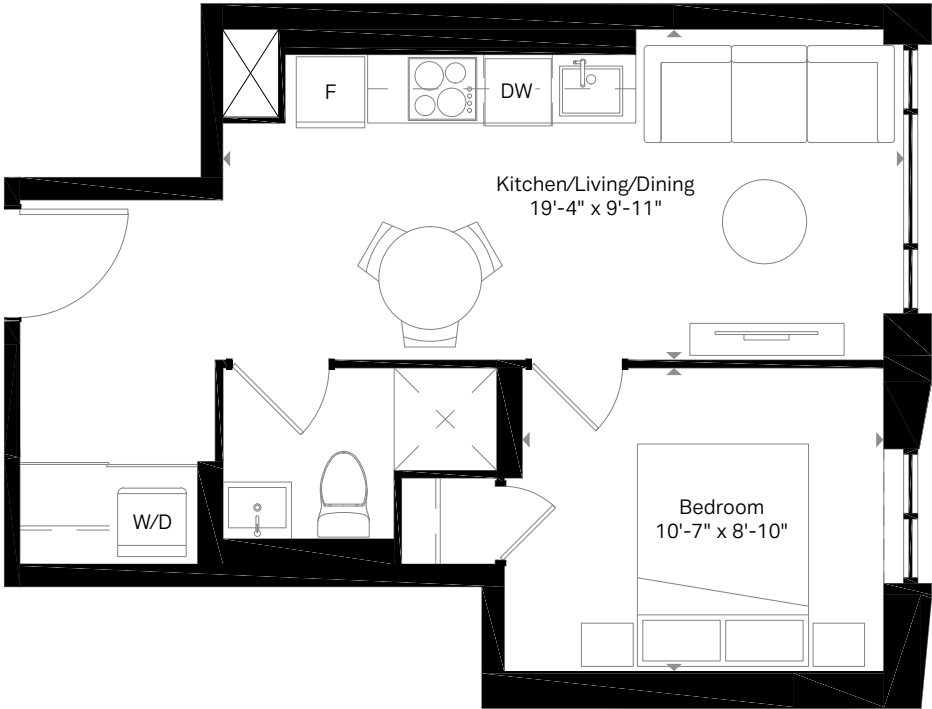 F
DW
Kitchen/Living/Dining
19'-4" x 9'-11"
W/D
Bedroom
10'-7" x 8'-10"